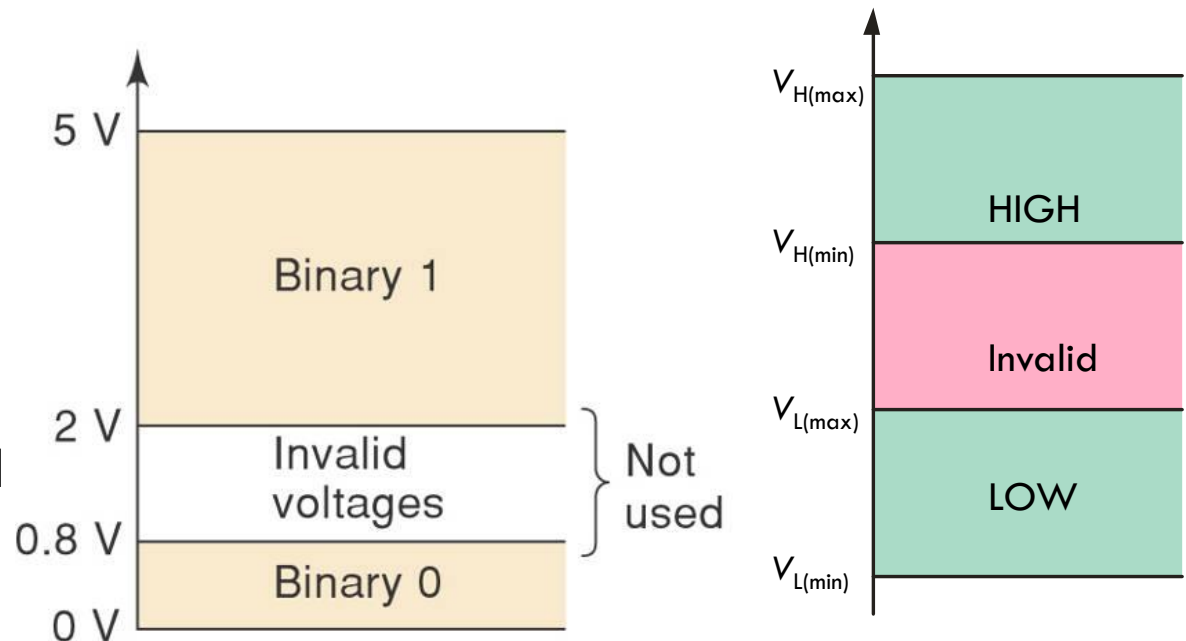 5 V
Binary 1
2 V
Invalid
voltages
Not
used
0.8 V
Binary 0
0 V
VH(max)
HIGH
VH(min)
Invalid
VL(max)
LOW
VL(min)